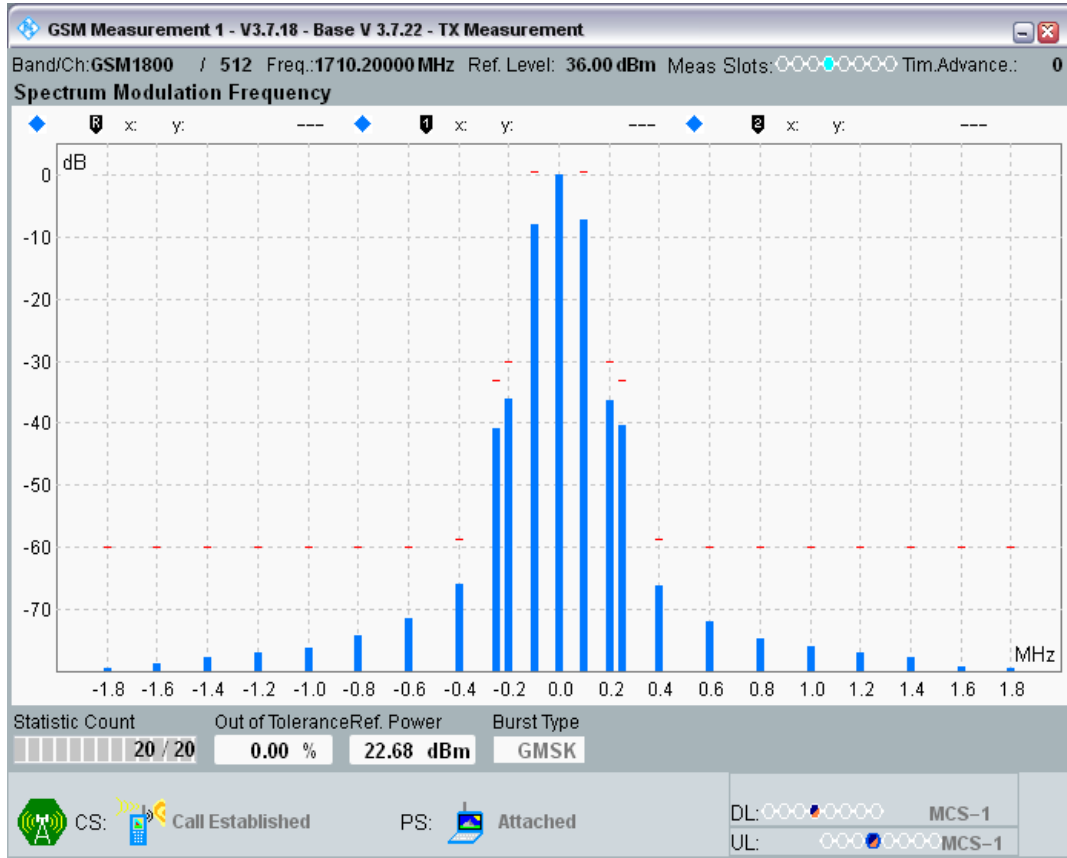 GSM Measurement 1 - V3.7.18 - Base V 3.7.22 - TX Measurement
Band/Ch:GSM1800 / 512 Freq.:1710.20000 MHz Ref. Level: 36.00 dBm Meas Slots: Tim.Advance.: 0
Spectrum Modulation Frequency
R x: y: --- 1 x: y: --- 2 x: y: ---
dB
0
-10
-20
-30
-40
-50
-60
-70
MHz
-1.8 -1.6 -1.4 -1.2 -1.0 -0.8 -0.6 -0.4 -0.2 0.0 0.2 0.4 0.6 0.8 1.0 1.2 1.4 1.6 1.8
Statistic Count Out of Tolerance Ref. Power Burst Type
20 / 20 0.00 % 22.68 dBm GMSK
CS: Call Established PS: Attached DL: MCS-1
UL: MCS-1